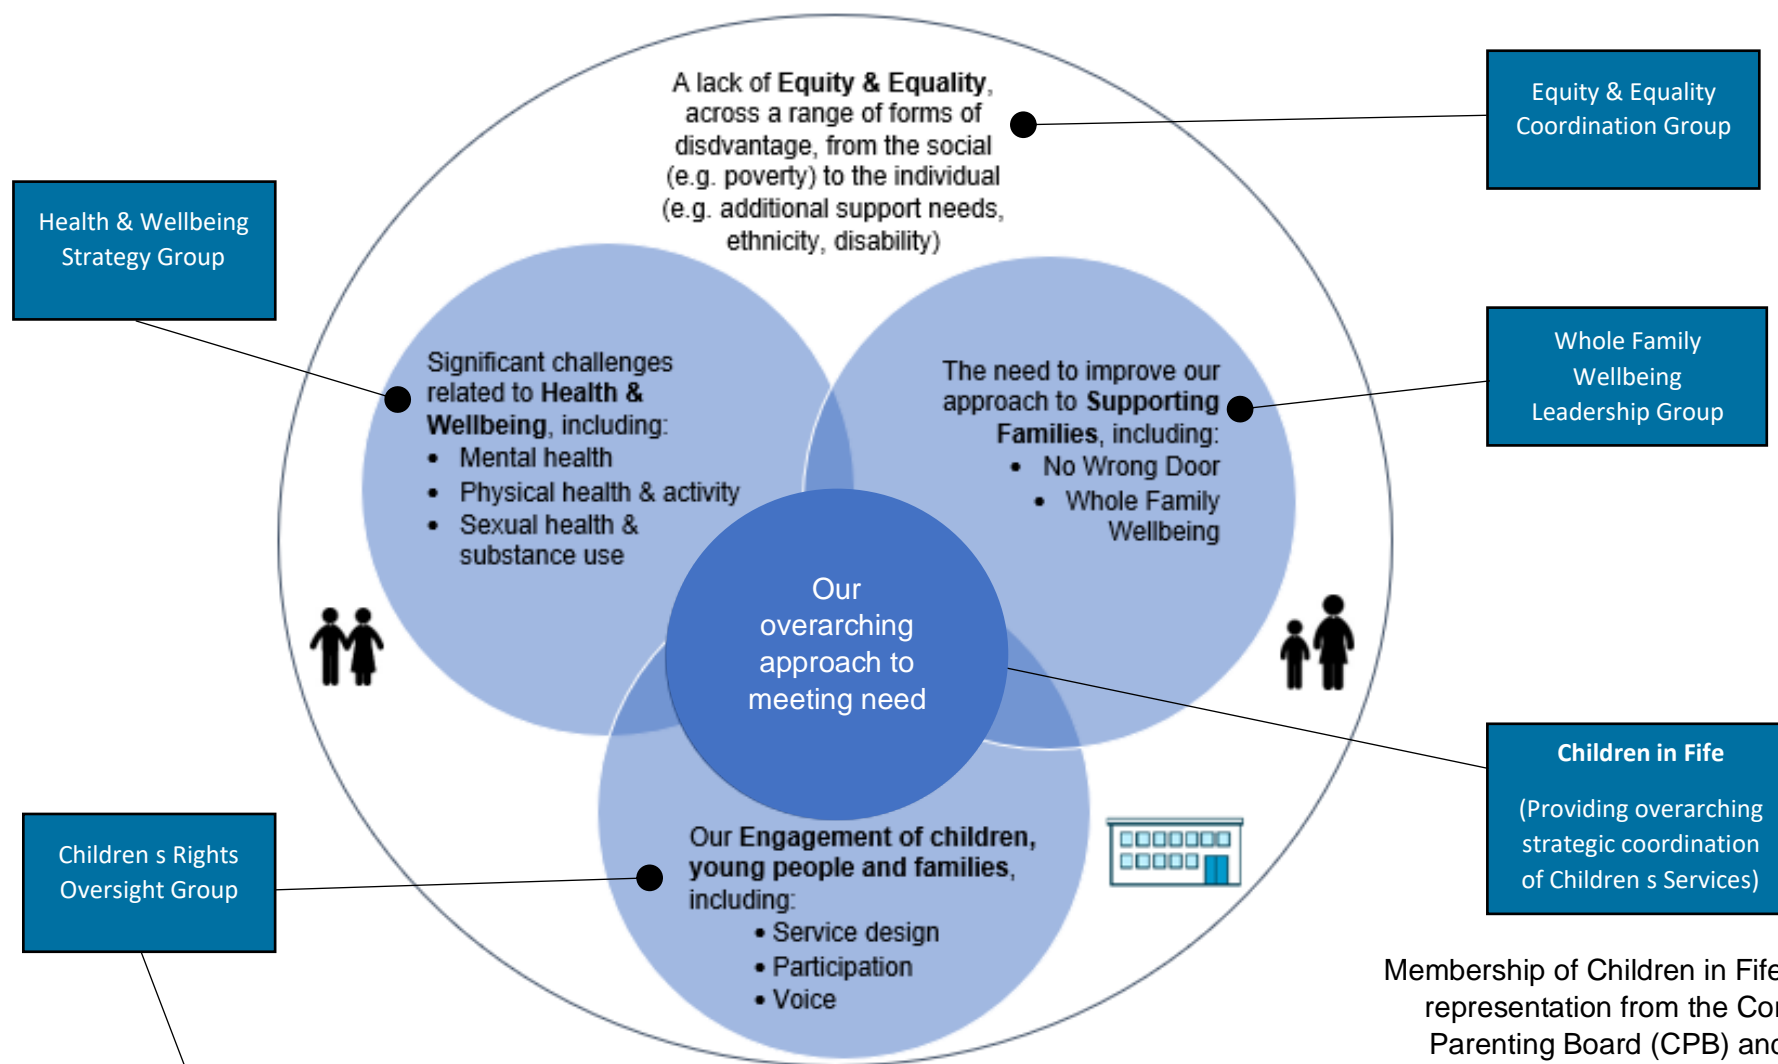 A lack of Equity & Equality,
across a range of forms of
disdvantage, from the social
(e.g. poverty) to the individual
(e.g. additional support needs,
ethnicity, disability)
Equity & Equality
Coordination Group
Health & Wellbeing
Strategy Group
Significant challenges
related to Health &
Wellbeing, including:
• Mental health
• Physical health & activity
• Sexual health &
substance use
The need to improve our
approach to Supporting
Families, including:
• No Wrong Door
• Whole Family
Wellbeing
Whole Family
Wellbeing
Leadership Group
Our
overarching
approach to
meeting need
Children in Fife
(Providing overarching
strategic coordination
of Children s Services)
Children s Rights
Oversight Group
Our Engagement of children,
young people and families,
including:
• Service design
• Participation
• Voice
Membership of Children in Fife
representation from the
Parenting Board (CPB) and